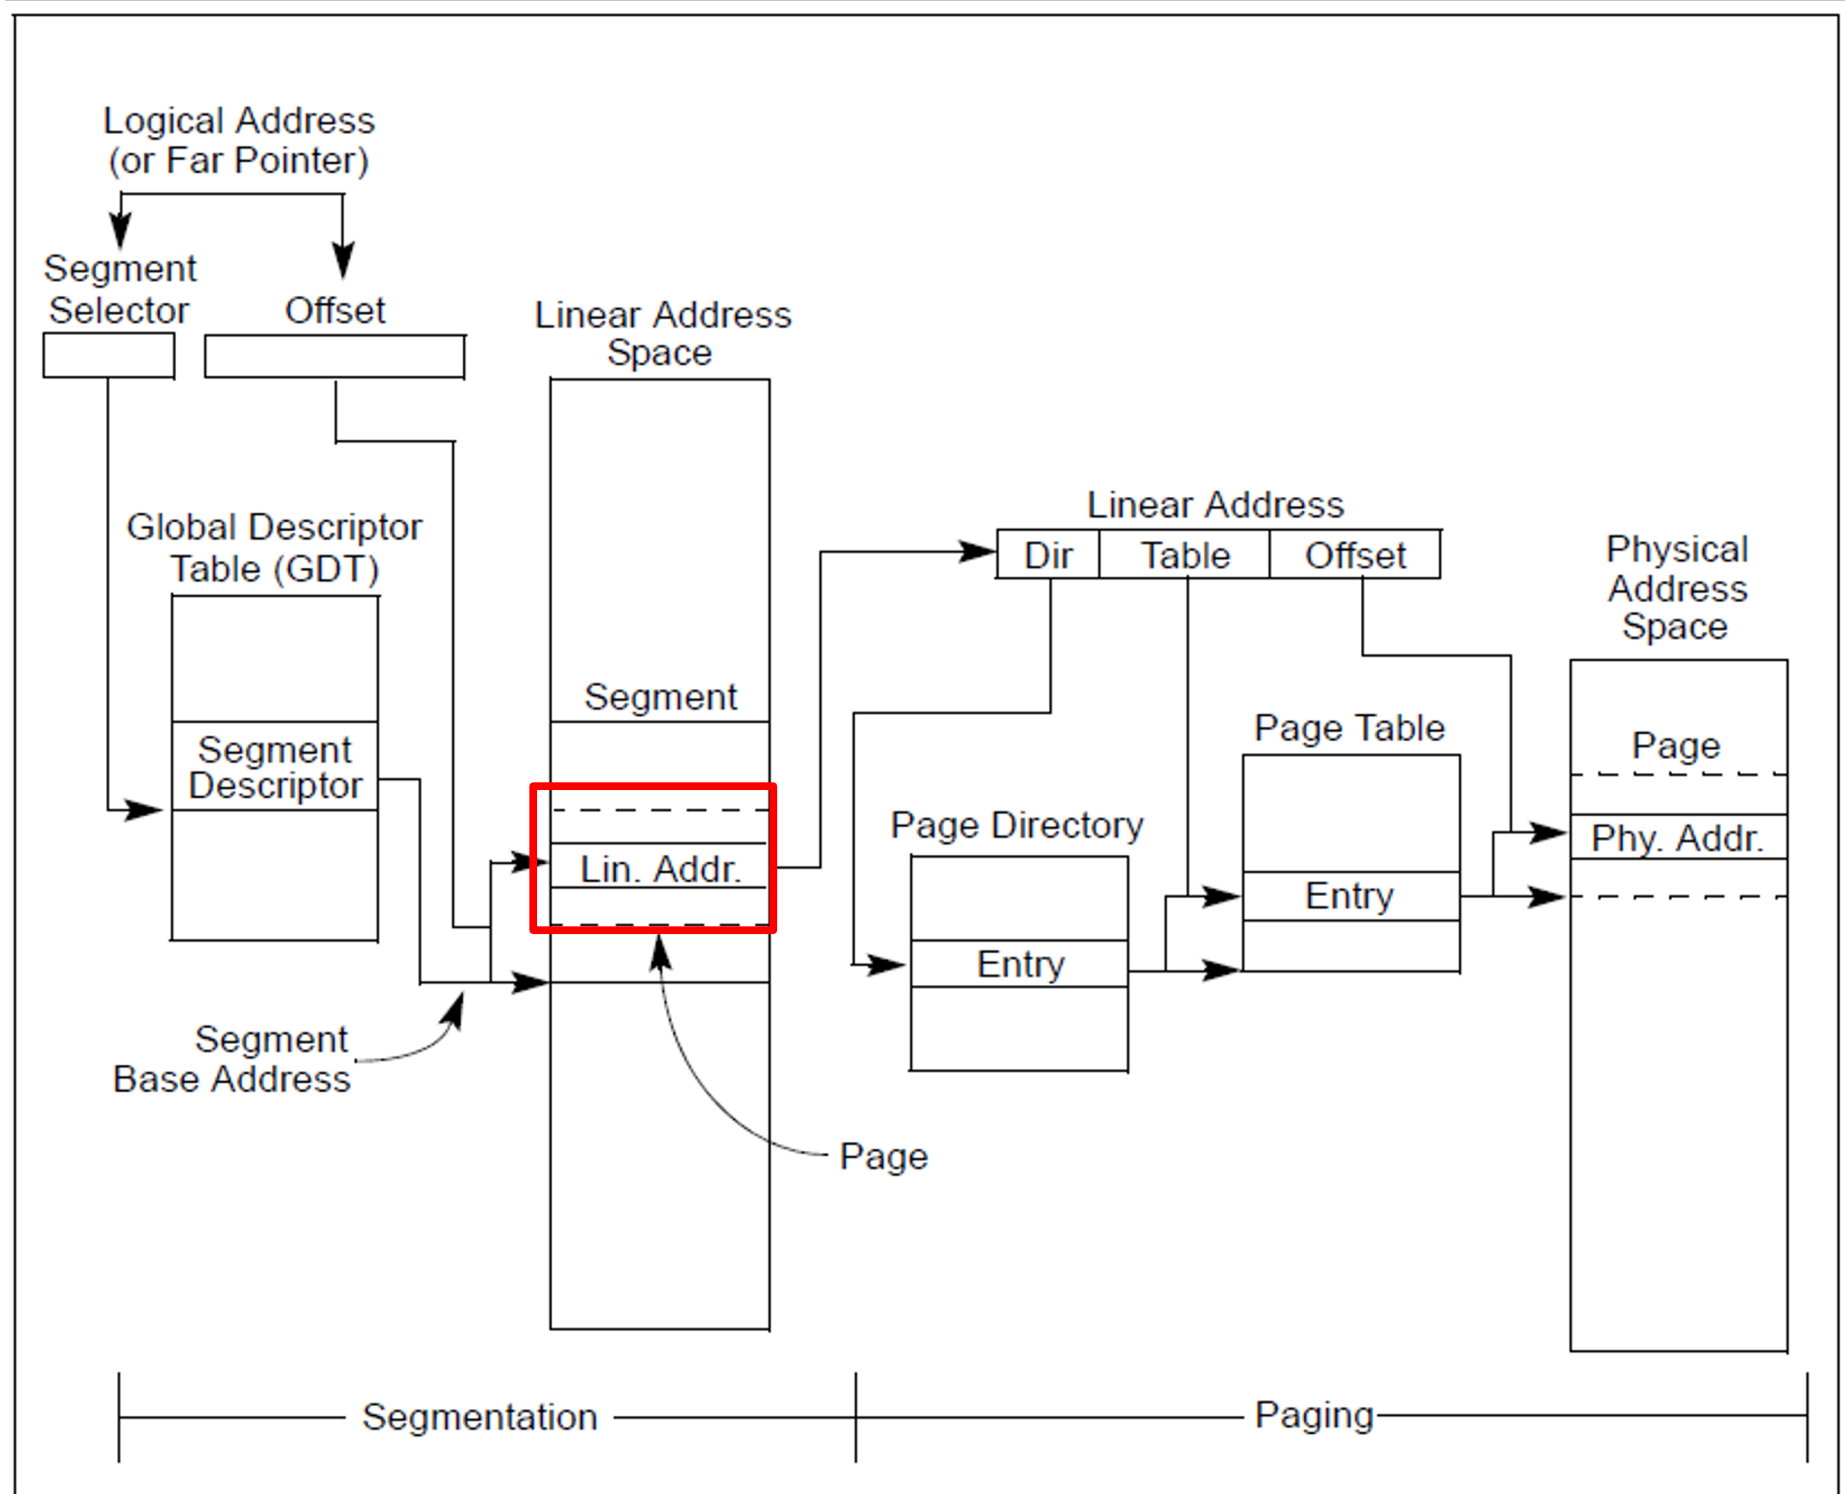 Logical Address
(or Far Pointer)
Segment
Selector
Offset
Linear Address
Space
Global Descriptor
Table (GDT)
Segment
Descriptor
Segment
Lin. Addr.
Segment
Base Address
Page
Linear Address
Dir
Table
Offset
Page Directory
Entry
Page Table
Entry
Physical
Address
Space
Page
Phy. Addr.
Segmentation
Paging